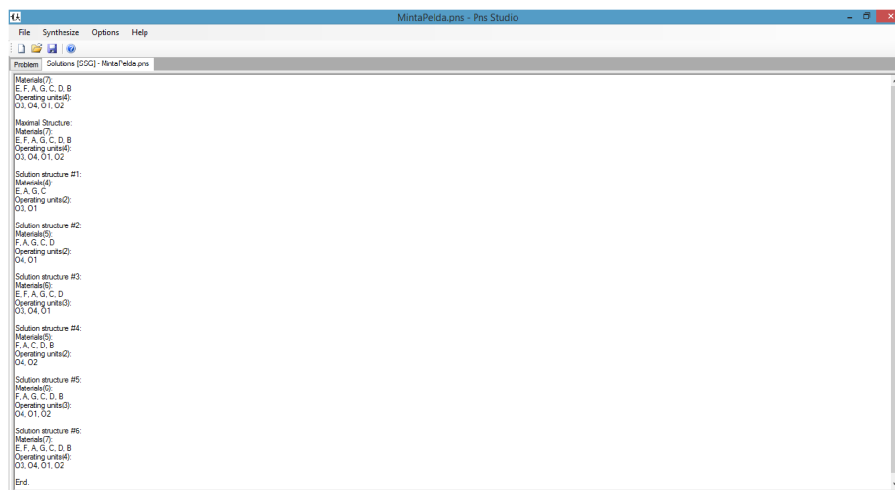 MintaPelda.pns - Pns Studio
File Synthesize Options Help
Problem Solutions [SSG] - MintaPelda.pns
Materials(7):
E, F, A, G, C, D, B
Operating units(4):
O3, O4, O1, O2
Maximal Structure:
Materials(7):
E, F, A, G, C, D, B
Operating units(4):
O3, O4, O1, O2
Solution structure #1:
Materials(4):
E, A, G, C
Operating units(2):
O3, O1
Solution structure #2:
Materials(5):
F, A, G, C, D
Operating units(2):
O4, O1
Solution structure #3:
Materials(6):
E, F, A, G, C, D
Operating units(3):
O3, O4, O1
Solution structure #4:
Materials(5):
F, A, C, D, B
Operating units(2):
O4, O2
Solution structure #5:
Materials(6):
F, A, G, C, D, B
Operating units(3):
O4, O1, O2
Solution structure #6:
Materials(7):
E, F, A, G, C, D, B
Operating units(4):
O3, O4, O1, O2
End.